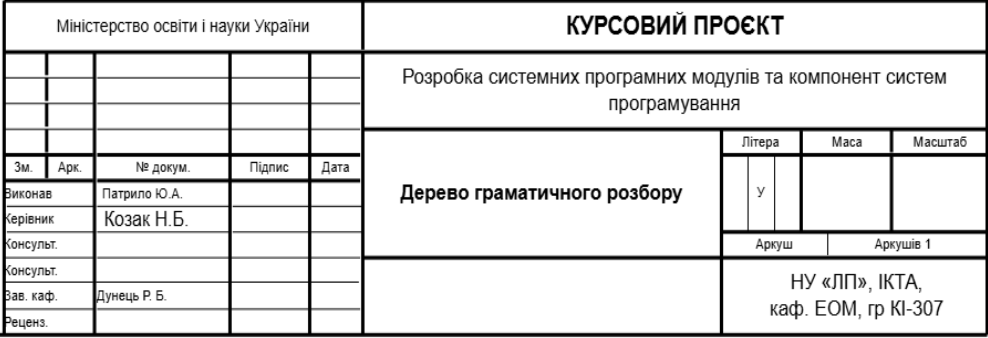 Міністерство освіти і науки України
КУРСОВИЙ ПРОЄКТ
Розробка системних програмних модулів та компонент систем
програмування
Зм. Арк. № докум. Підпис Дата
Виконав Патрило Ю.А.
Керівник Козак Н.Б.
Консульт.
Консульт.
Зав. каф. Дунець Р. Б.
Реценз.
Дерево граматичного розбору
Літера Маса Масштаб
У
Аркуш Аркушів 1
НУ «ЛП», ІКТА,
каф. ЕОМ, гр КІ-307